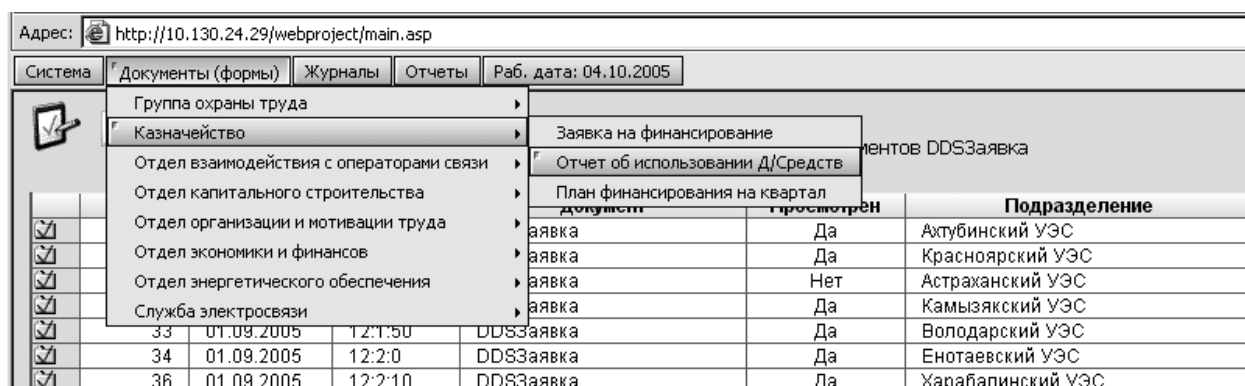 Адрес: http://10.130.24.29/webproject/main.asp
Система Документы (формы) Журналы Отчеты Раб. дата: 04.10.2005
Группа охраны труда
Казначейство Заявка на финансирование
Отдел взаимодействия с операторами связи Отчет об использовании Д/Средств ментов DDSЗаявка
Отдел капитального строительства План финансирования на квартал
документ Просмотрен Подразделение
Отдел организации и мотивации труда аявка Да Ахтубинский УЭС
Отдел экономики и финансов аявка Да Красноярский УЭС
Отдел энергетического обеспечения аявка Нет Астраханский УЭС
Служба электросвязи аявка Да Камызякский УЭС
33 01.09.2005 12:1:50 DDSЗаявка Да Володарский УЭС
34 01.09.2005 12:2:0 DDSЗаявка Да Енотаевский УЭС
36 01.09.2005 12:2:10 DDSЗаявка Да Харабалинский УЭС